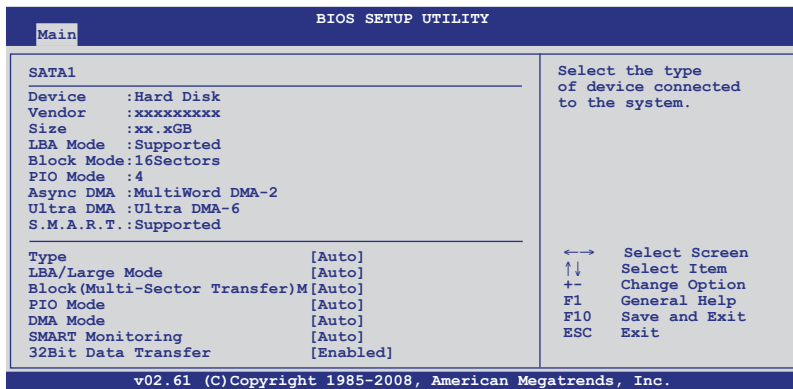 BIOS SETUP UTILITY
Main
SATA1
Device :Hard Disk
Vendor :xxxxxxxxx
Size :xx.xGB
LBA Mode :Supported
Block Mode:16Sectors
PIO Mode :4
Async DMA :MultiWord DMA-2
Ultra DMA :Ultra DMA-6
S.M.A.R.T.:Supported
Type [Auto]
LBA/Large Mode [Auto]
Block(Multi-Sector Transfer)M[Auto]
PIO Mode [Auto]
DMA Mode [Auto]
SMART Monitoring [Auto]
32Bit Data Transfer [Enabled]
Select the type
of device connected
to the system.
←→ Select Screen
↑↓ Select Item
+- Change Option
F1 General Help
F10 Save and Exit
ESC Exit
v02.61 (C)Copyright 1985-2008, American Megatrends, Inc.